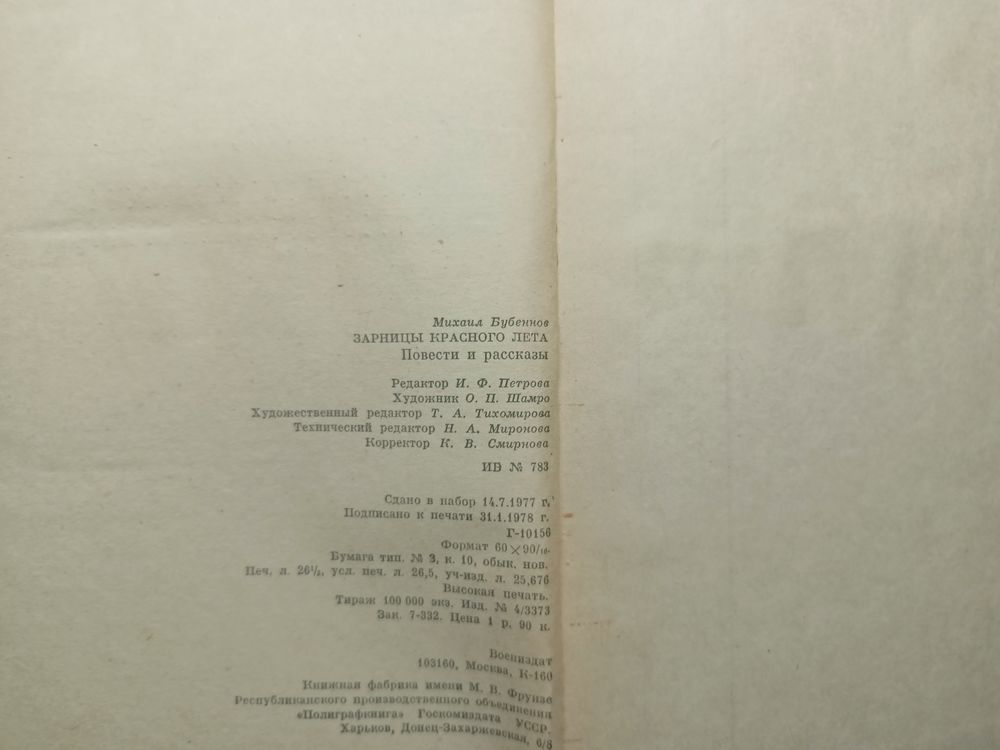 Михаил Бубеннов
ЗАРНИЦЫ КРАСНОГО ЛЕТА
Повести и рассказы
Редактор И. Ф. Петрова
Художник О. П. Шамро
Художественный редактор Т. А. Тихомирова
Технический редактор Н. А. Миронова
Корректор К. В. Смирнова
ИБ № 783
Сдано в набор 14.7.1977 г.
Подписано к печати 31.1.1978 г.
Г-10156
Формат 60×90/16.
Бумага тип. № 3, к. 10, обык. нов.
Печ. л. 26½, усл. печ. л. 26,5, уч-изд. л. 25,676
Высокая печать.
Тираж 100 000 экз. Изд. № 4/3373
Зак. 7-332. Цена 1 р. 90 к.
Воениздат
103160, Москва, К-160
Книжная фабрика имени М. В. Фрунзе
Республиканского производственного объединения
«Полиграфкнига» Госкомиздата УССР.
Харьков, Донец-Захаржевская, 6/8